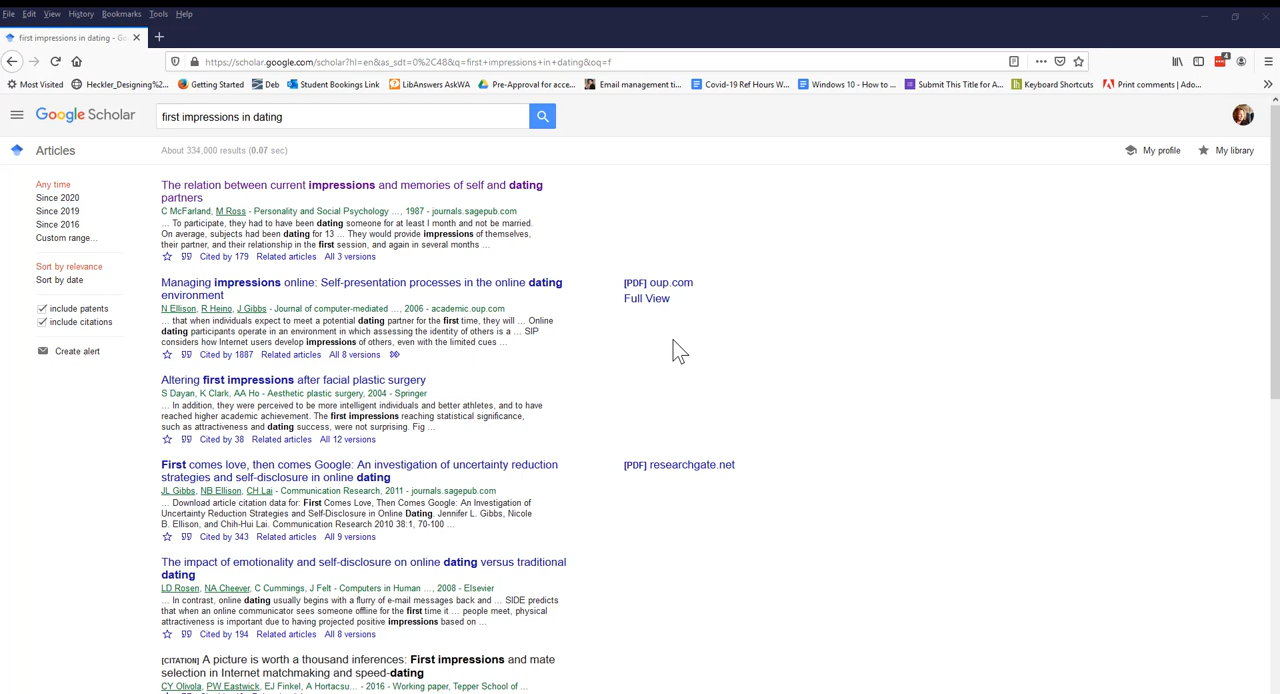 File Edit View History Bookmarks Tools Help
first impressions in dating - Go
https://scholar.google.com/scholar?hl=en&as_sdt=0%2C48&q=first+impressions+in+dating&oq=f
Most Visited Heckler_Designing%2... Getting Started Deb Student Bookings Link LibAnswers AskWA Pre-Approval for acce... Email management ti... Covid-19 Ref Hours W... Windows 10 - How to ... Submit This Title for A... Keyboard Shortcuts Print comments | Ado...
Google Scholar first impressions in dating
Articles About 334,000 results (0.07 sec) My profile My library
Any time
Since 2020
Since 2019
Since 2016
Custom range...
Sort by relevance
Sort by date
include patents
include citations
Create alert
The relation between current impressions and memories of self and dating
partners
C McFarland, M Ross - Personality and Social Psychology ..., 1987 - journals.sagepub.com
... To participate, they had to have been dating someone for at least I month and not be married.
On average, subjects had been dating for 13 ... They would provide impressions of themselves,
their partner, and their relationship in the first session, and again in several months ...
Cited by 179 Related articles All 3 versions
Managing impressions online: Self-presentation processes in the online dating
environment
N Ellison, R Heino, J Gibbs - Journal of computer-mediated ..., 2006 - academic.oup.com
... that when individuals expect to meet a potential dating partner for the first time, they will ... Online
dating participants operate in an environment in which assessing the identity of others is a ... SIP
considers how Internet users develop impressions of others, even with the limited cues ...
Cited by 1887 Related articles All 8 versions
[PDF] oup.com
Full View
Altering first impressions after facial plastic surgery
S Dayan, K Clark, AA Ho - Aesthetic plastic surgery, 2004 - Springer
... In addition, they were perceived to be more intelligent individuals and better athletes, and to have
reached higher academic achievement. The first impressions reaching statistical significance,
such as attractiveness and dating success, were not surprising. Fig ...
Cited by 38 Related articles All 12 versions
First comes love, then comes Google: An investigation of uncertainty reduction
strategies and self-disclosure in online dating
JL Gibbs, NB Ellison, CH Lai - Communication Research, 2011 - journals.sagepub.com
... Download article citation data for: First Comes Love, Then Comes Google: An Investigation of
Uncertainty Reduction Strategies and Self-Disclosure in Online Dating. Jennifer L. Gibbs, Nicole
B. Ellison, and Chih-Hui Lai. Communication Research 2010 38:1, 70-100 ...
Cited by 343 Related articles All 9 versions
[PDF] researchgate.net
The impact of emotionality and self-disclosure on online dating versus traditional
dating
LD Rosen, NA Cheever, C Cummings, J Felt - Computers in Human ..., 2008 - Elsevier
... In contrast, online dating usually begins with a flurry of e-mail messages back and ... SIDE predicts
that when an online communicator sees someone offline for the first time it ... people meet, physical
attractiveness is important due to having projected positive impressions based on ...
Cited by 194 Related articles All 8 versions
[CITATION] A picture is worth a thousand inferences: First impressions and mate
selection in Internet matchmaking and speed-dating
CY Olivola, PW Eastwick, EJ Finkel, A Hortacsu... - 2016 - Working paper, Tepper School of ...